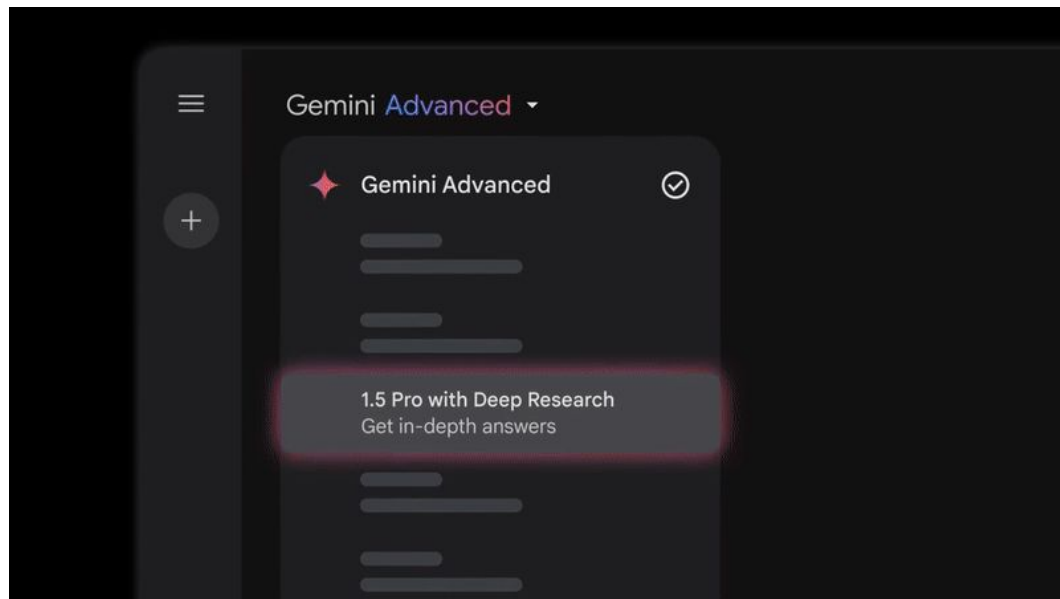 Gemini Advanced
Gemini Advanced
1.5 Pro with Deep Research
Get in-depth answers